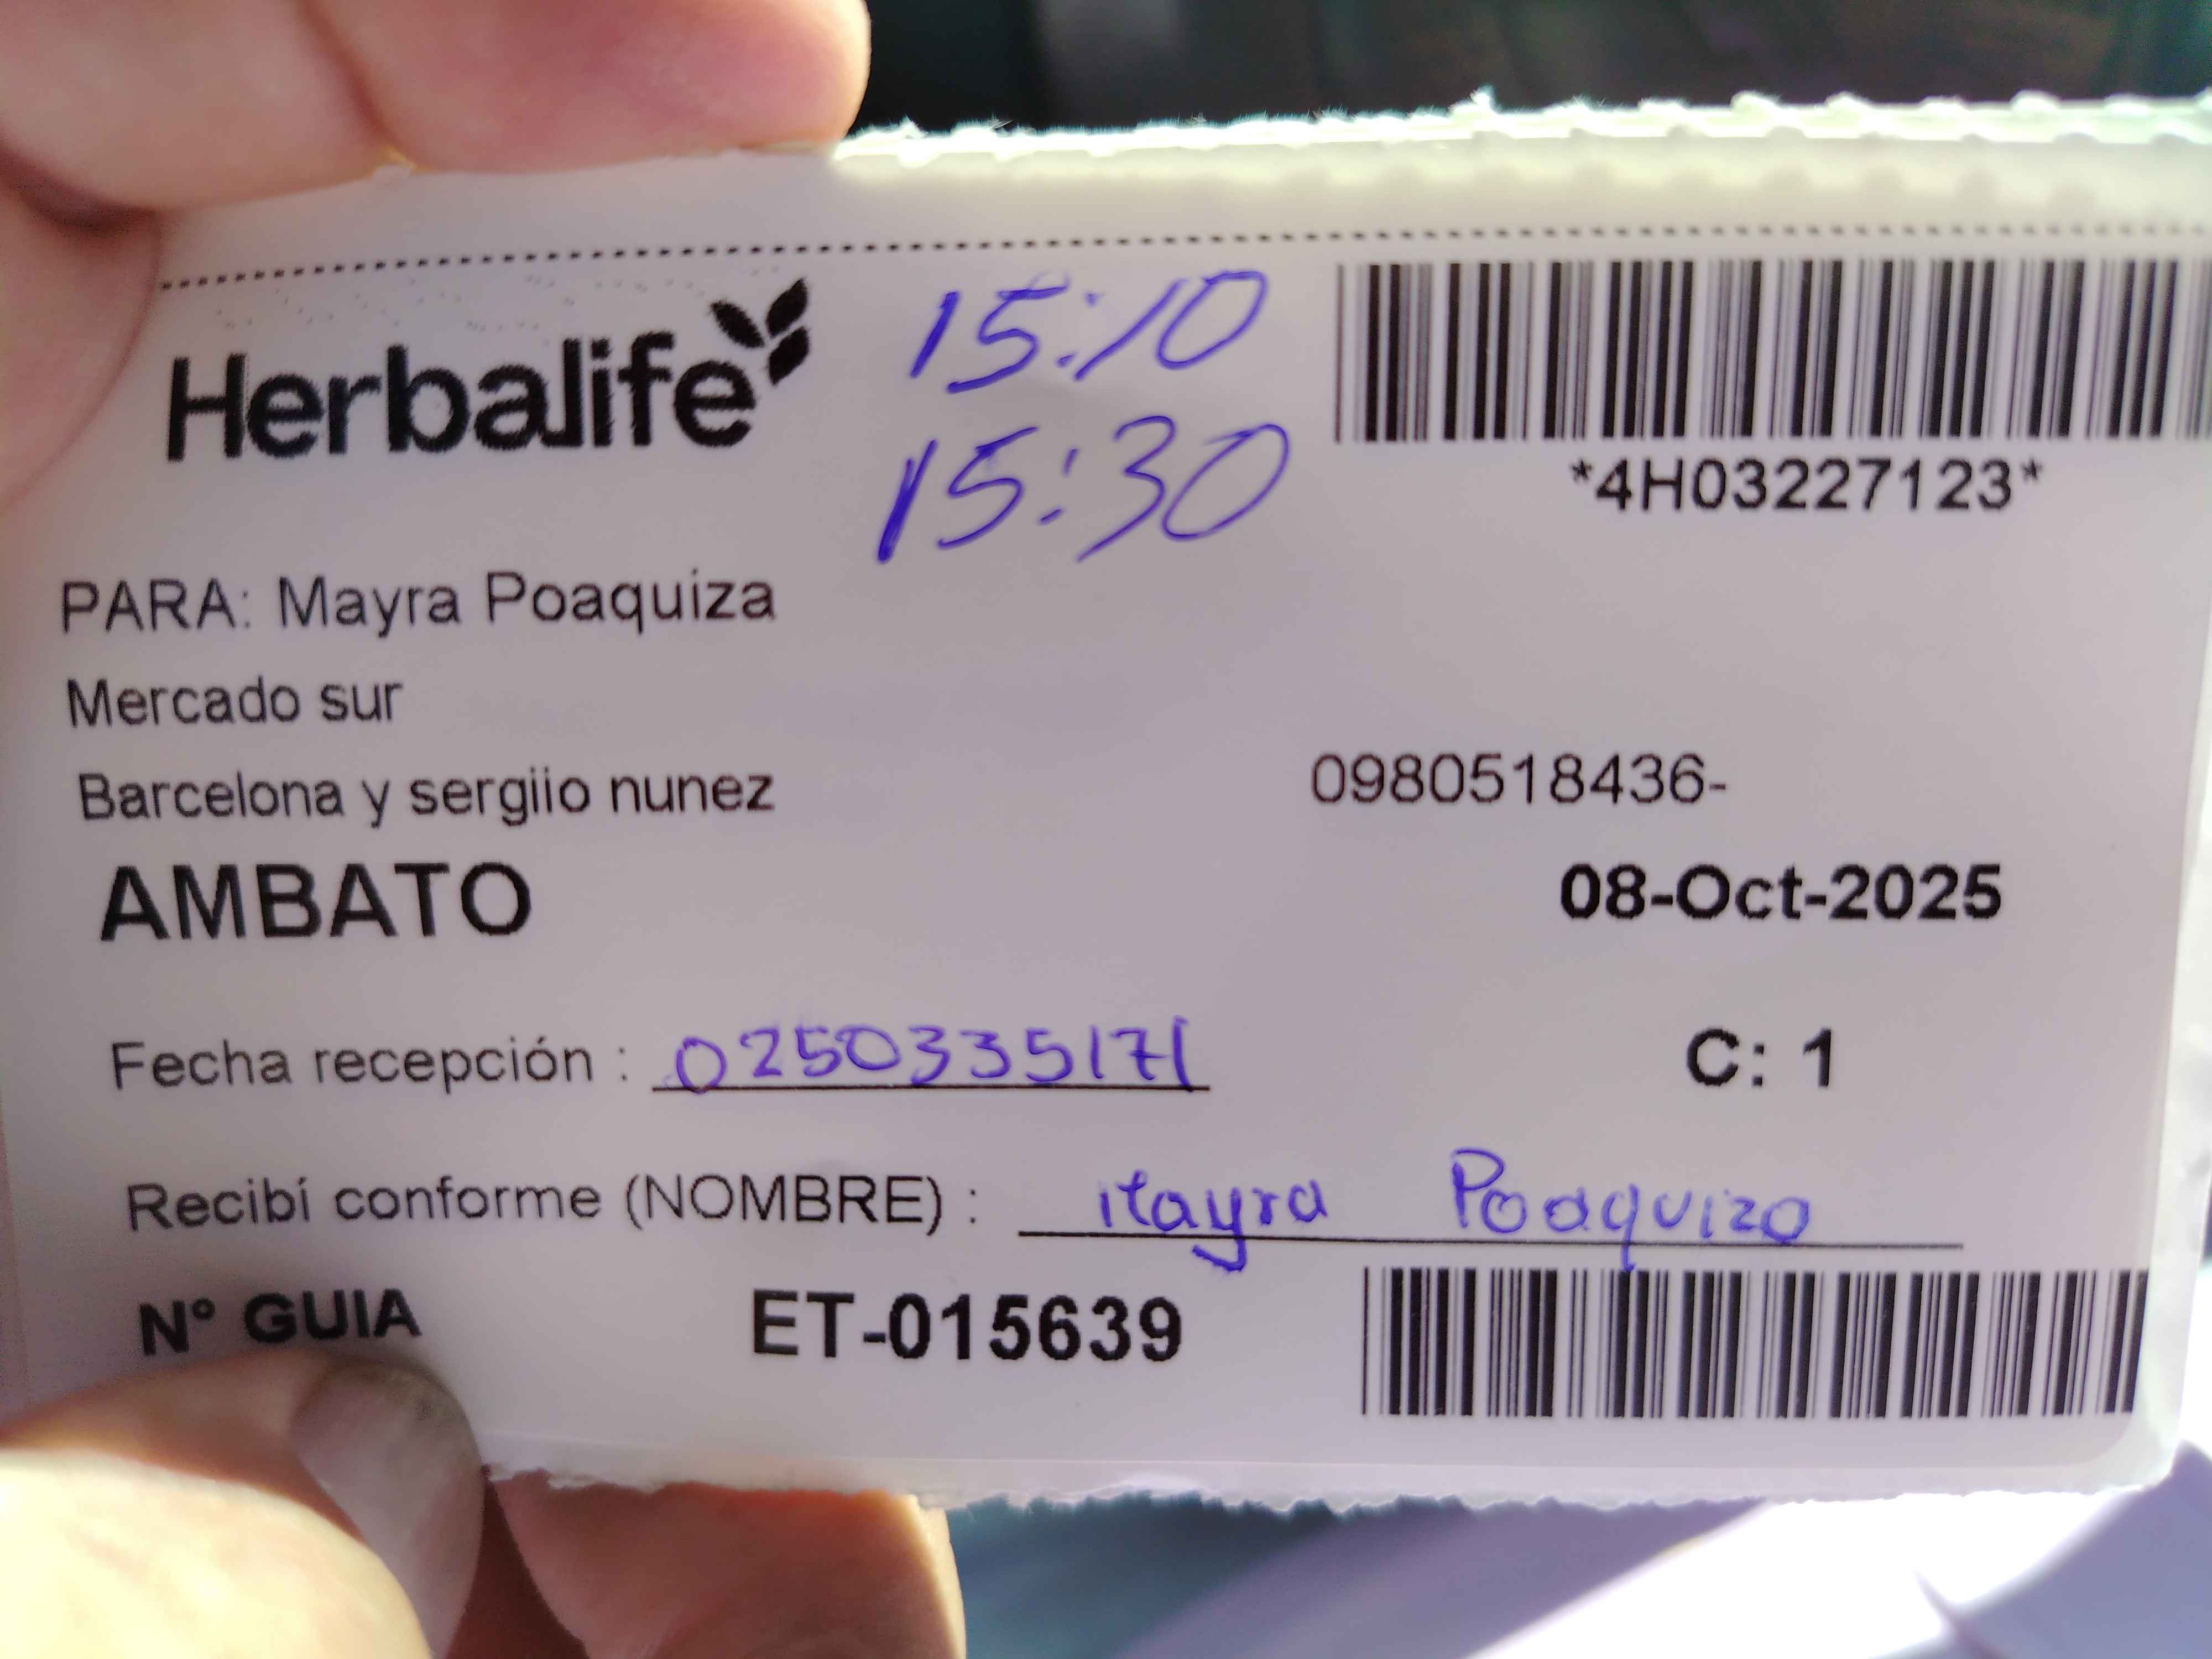 Herbalife
15:10
15:30
*4H03227123*
PARA: Mayra Poaquiza
Mercado sur
Barcelona y sergiio nunez
0980518436-
AMBATO
08-Oct-2025
Fecha recepción : 0250335171
C: 1
Recibí conforme (NOMBRE) : Mayra Poaquiza
N° GUIA ET-015639